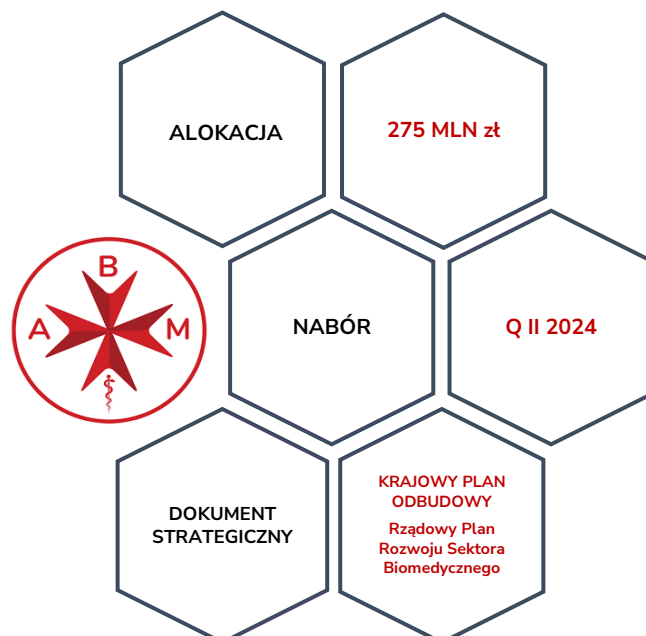 ALOKACJA
275 MLN zł
B
A
M
NABÓR
Q II 2024
DOKUMENT
STRATEGICZNY
KRAJOWY PLAN
ODBUDOWY
Rządowy Plan
Rozwoju Sektora
Biomedycznego